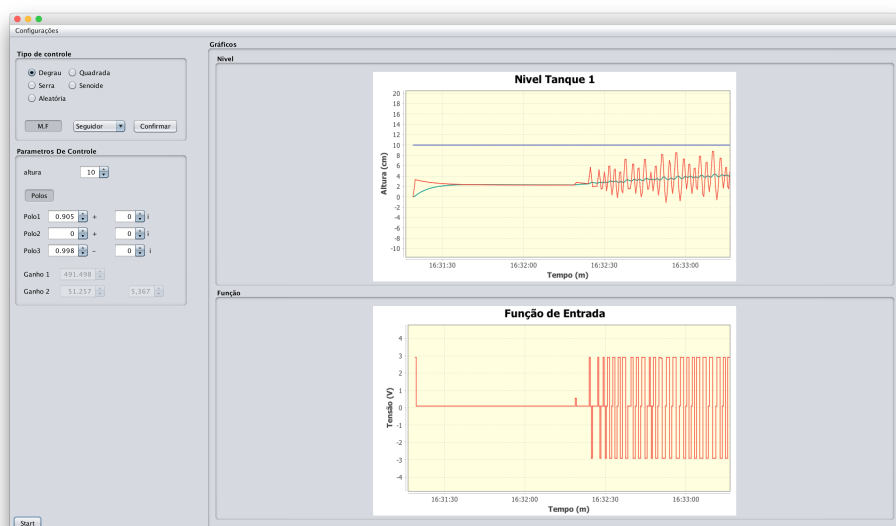 Configurações
Tipo de controle
Degrau Quadrada
Serra Senoide
Aleatória
M.F Seguidor Confirmar
Parametros De Controle
altura 10
Polos
Polo1 0.905 + 0 i
Polo2 0 + 0 i
Polo3 0.998 - 0 i
Ganho 1 491.498
Ganho 2 51,257 5,367
Start
Gráficos
Nivel
Nivel Tanque 1
Altura (cm)
20
18
16
14
12
10
8
6
4
2
0
-2
-4
-6
-8
-10
16:31:30 16:32:00 16:32:30 16:33:00
Tempo (m)
Função
Função de Entrada
Tensão (V)
4
3
2
1
0
-1
-2
-3
-4
16:31:30 16:32:00 16:32:30 16:33:00
Tempo (m)